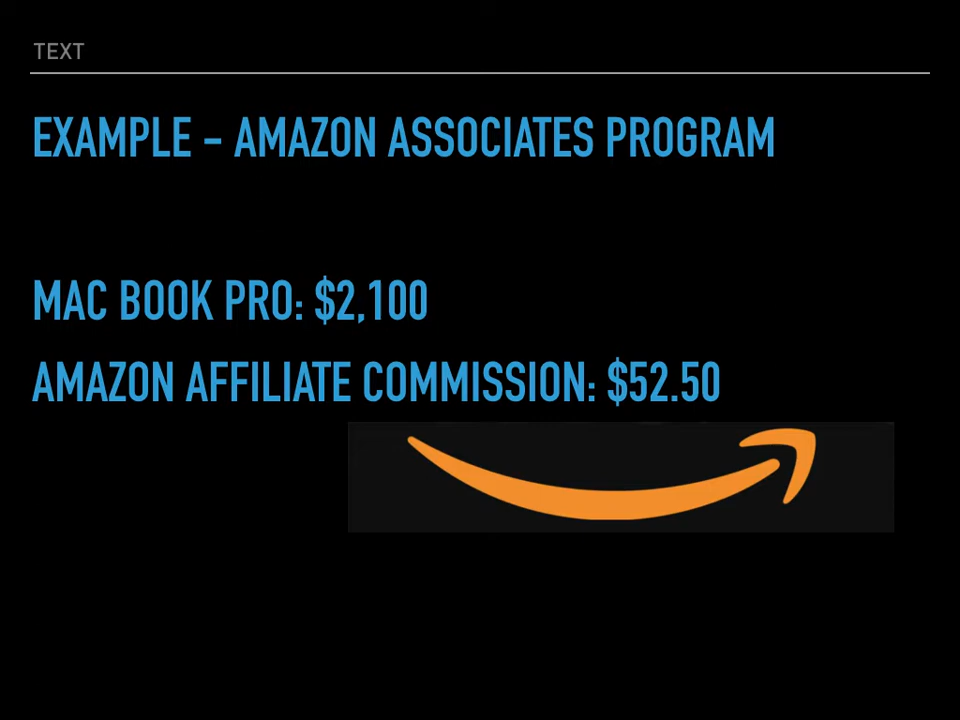 TEXT
EXAMPLE - AMAZON ASSOCIATES PROGRAM
MAC BOOK PRO: $2,100
AMAZON AFFILIATE COMMISSION: $52.50